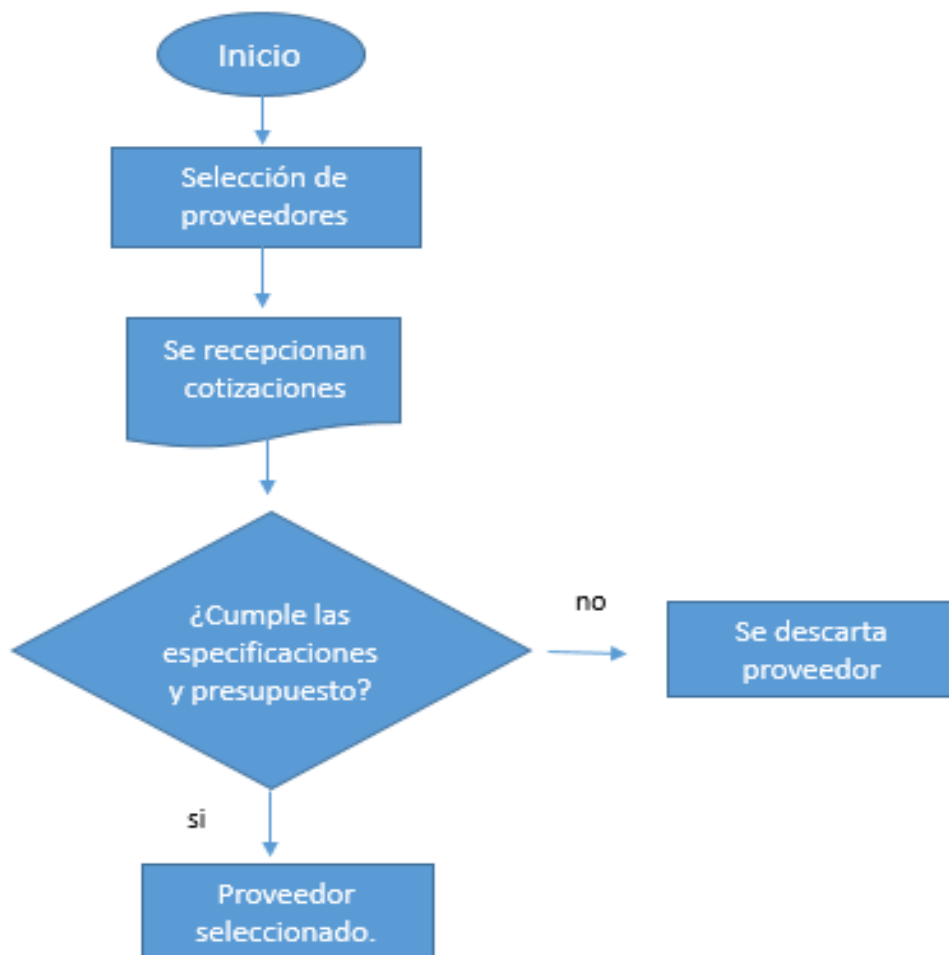 Inicio
Selección de
proveedores
Se recepcionan
cotizaciones
¿Cumple las
especificaciones
y presupuesto?
no
Se descarta
proveedor
si
Proveedor
seleccionado.